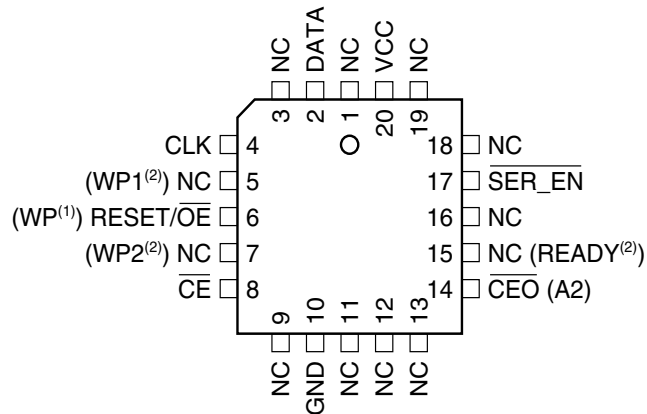 NC
DATA
NC
VCC
NC
3
2
1
20
19
CLK 4
18 NC
(WP1(2)) NC 5
17 SER_EN
(WP(1)) RESET/OE 6
16 NC
(WP2(2)) NC 7
15 NC (READY(2))
CE 8
14 CEO (A2)
9
10
11
12
13
NC
GND
NC
NC
NC